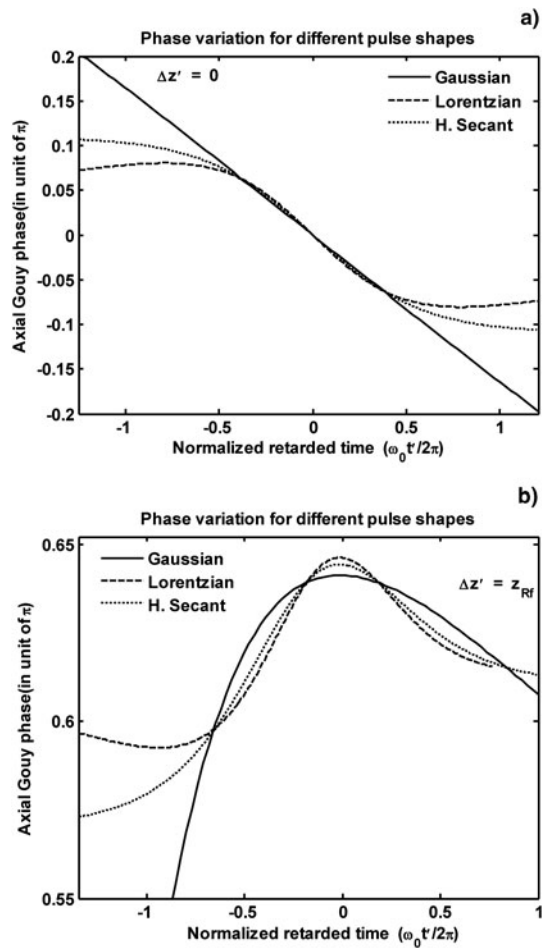 a)
Phase variation for different pulse shapes
0.2
0.15
0.1
0.05
0
-0.05
-0.1
-0.15
-0.2
Axial Gouy phase(in unit of π)
Δz' = 0
Gaussian
Lorentzian
H. Secant
-1
-0.5
0
0.5
1
Normalized retarded time (ω₀t'/2π)
b)
Phase variation for different pulse shapes
0.65
0.6
0.55
Axial Gouy phase(in unit of π)
Gaussian
Lorentzian
H. Secant
Δz' = z_Rf
-1
-0.5
0
0.5
1
Normalized retarded time (ω₀t'/2π)